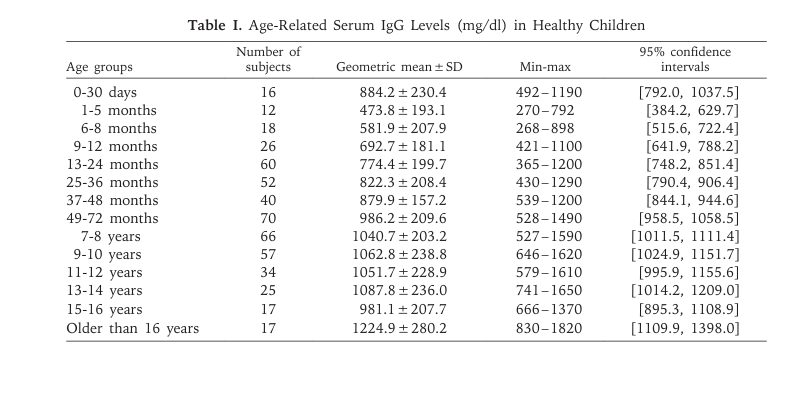 Table I. Age-Related Serum IgG Levels (mg/dl) in Healthy Children
Age groups Number of subjects Geometric mean ± SD Min-max 95% confidence intervals
0-30 days 16 884.2 ± 230.4 492–1190 [792.0, 1037.5]
1-5 months 12 473.8 ± 193.1 270–792 [384.2, 629.7]
6-8 months 18 581.9 ± 207.9 268–898 [515.6, 722.4]
9-12 months 26 692.7 ± 181.1 421–1100 [641.9, 788.2]
13-24 months 60 774.4 ± 199.7 365–1200 [748.2, 851.4]
25-36 months 52 822.3 ± 208.4 430–1290 [790.4, 906.4]
37-48 months 40 879.9 ± 157.2 539–1200 [844.1, 944.6]
49-72 months 70 986.2 ± 209.6 528–1490 [958.5, 1058.5]
7-8 years 66 1040.7 ± 203.2 527–1590 [1011.5, 1111.4]
9-10 years 57 1062.8 ± 238.8 646–1620 [1024.9, 1151.7]
11-12 years 34 1051.7 ± 228.9 579–1610 [995.9, 1155.6]
13-14 years 25 1087.8 ± 236.0 741–1650 [1014.2, 1209.0]
15-16 years 17 981.1 ± 207.7 666–1370 [895.3, 1108.9]
Older than 16 years 17 1224.9 ± 280.2 830–1820 [1109.9, 1398.0]